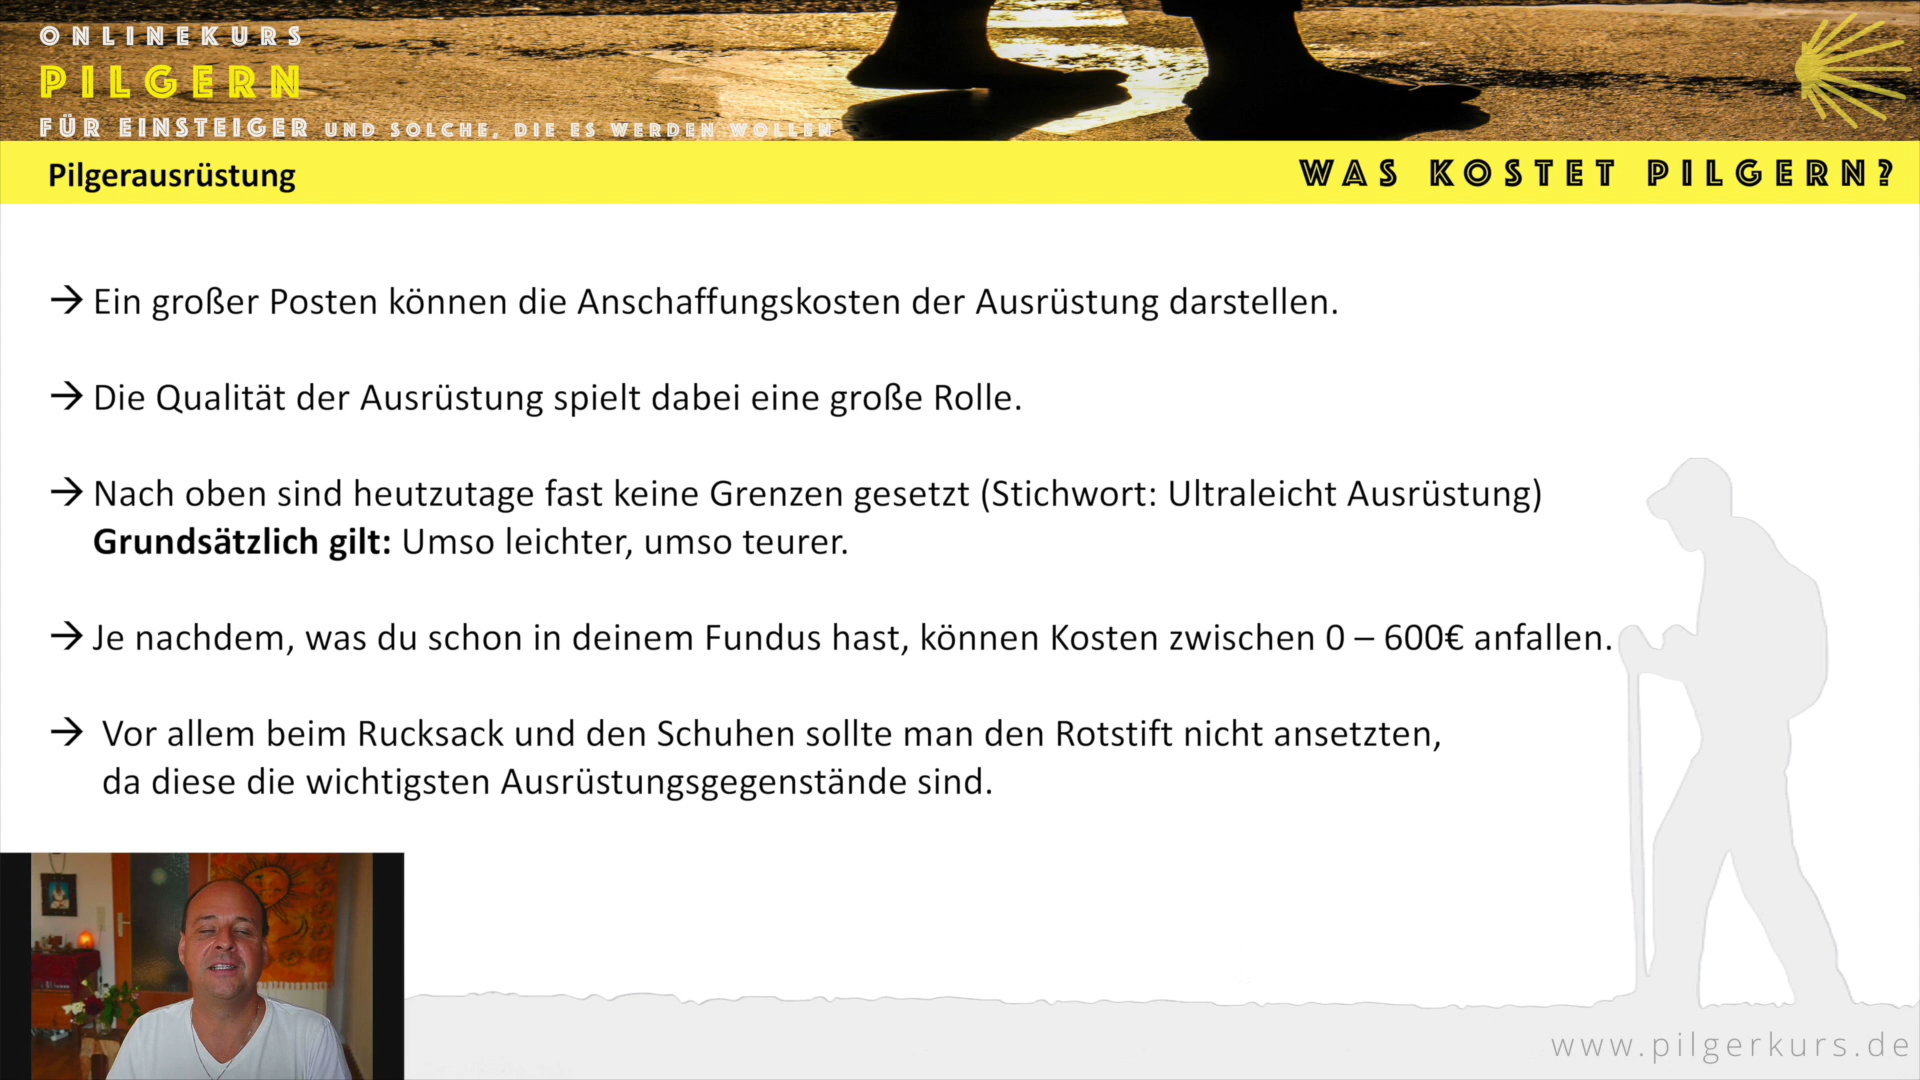 ONLINEKURS
PILGERN
FÜR EINSTEIGER UND SOLCHE, DIE ES WERDEN WOLLEN
Pilgerausrüstung
WAS KOSTET PILGERN?
→ Ein großer Posten können die Anschaffungskosten der Ausrüstung darstellen.
→ Die Qualität der Ausrüstung spielt dabei eine große Rolle.
→ Nach oben sind heutzutage fast keine Grenzen gesetzt (Stichwort: Ultraleicht Ausrüstung)
Grundsätzlich gilt: Umso leichter, umso teurer.
→ Je nachdem, was du schon in deinem Fundus hast, können Kosten zwischen 0 – 600€ anfallen.
→ Vor allem beim Rucksack und den Schuhen sollte man den Rotstift nicht ansetzten,
da diese die wichtigsten Ausrüstungsgegenstände sind.
www.pilgerkurs.de